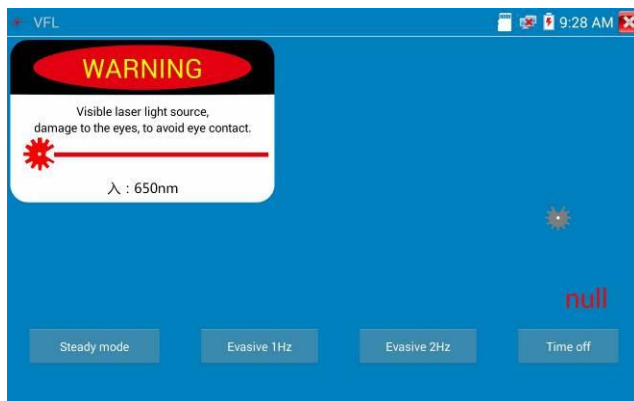 VFL
9:28 AM
WARNING
Visible laser light source,
damage to the eyes, to avoid eye contact.
入 : 650nm
null
Steady mode
Evasive 1Hz
Evasive 2Hz
Time off